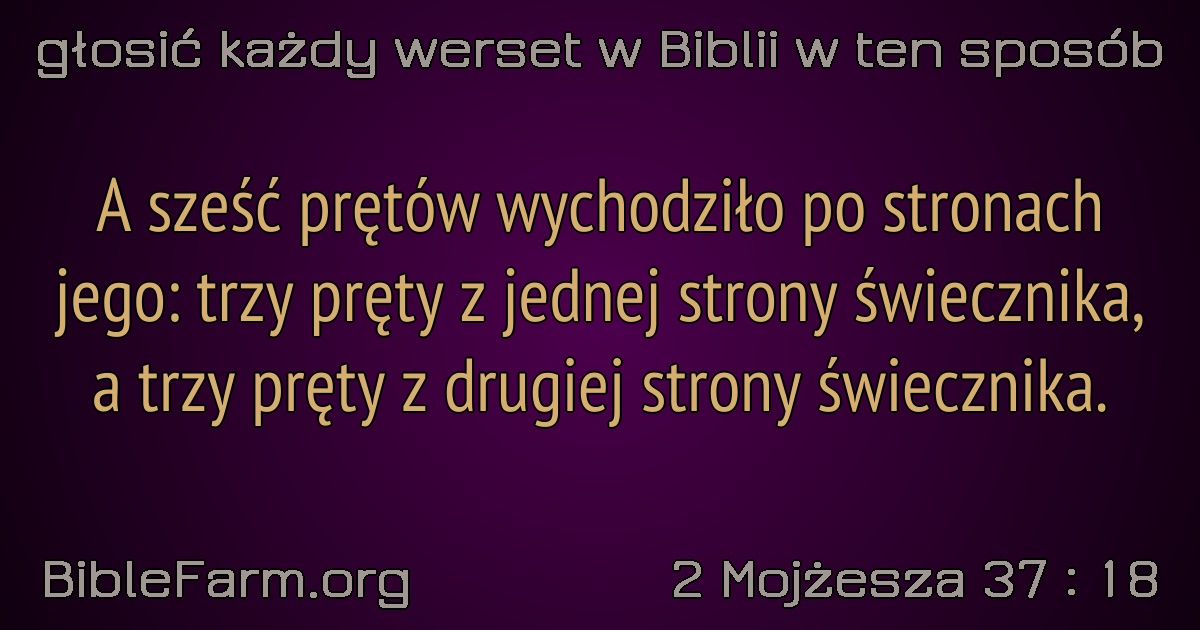 głosić każdy werset w Biblii w ten sposób
A sześć prętów wychodziło po stronach
jego: trzy pręty z jednej strony świecznika,
a trzy pręty z drugiej strony świecznika.
BibleFarm.org
2 Mojżesza 37 : 18